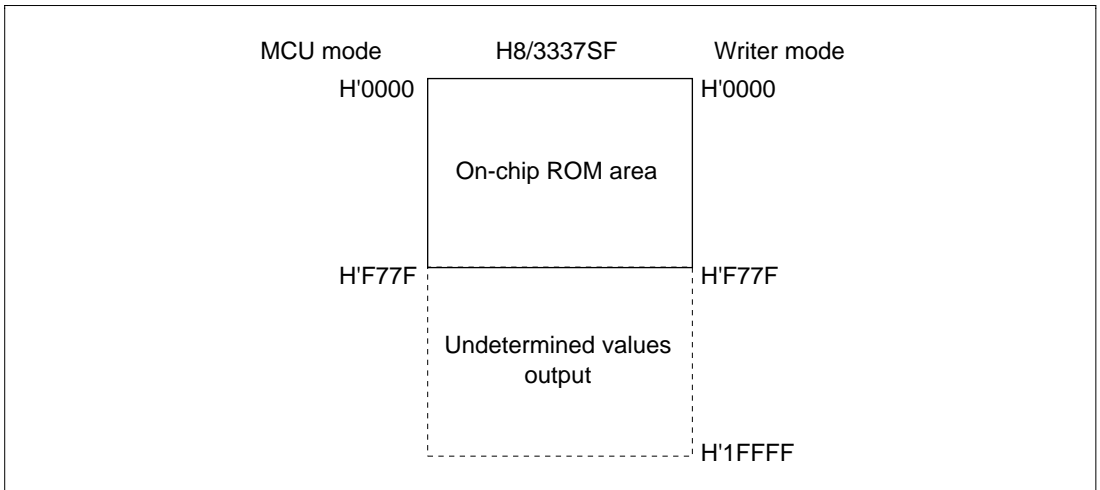 MCU mode H8/3337SF Writer mode
H'0000 H'0000
On-chip ROM area
H'F77F H'F77F
Undetermined values
output
H'1FFFF